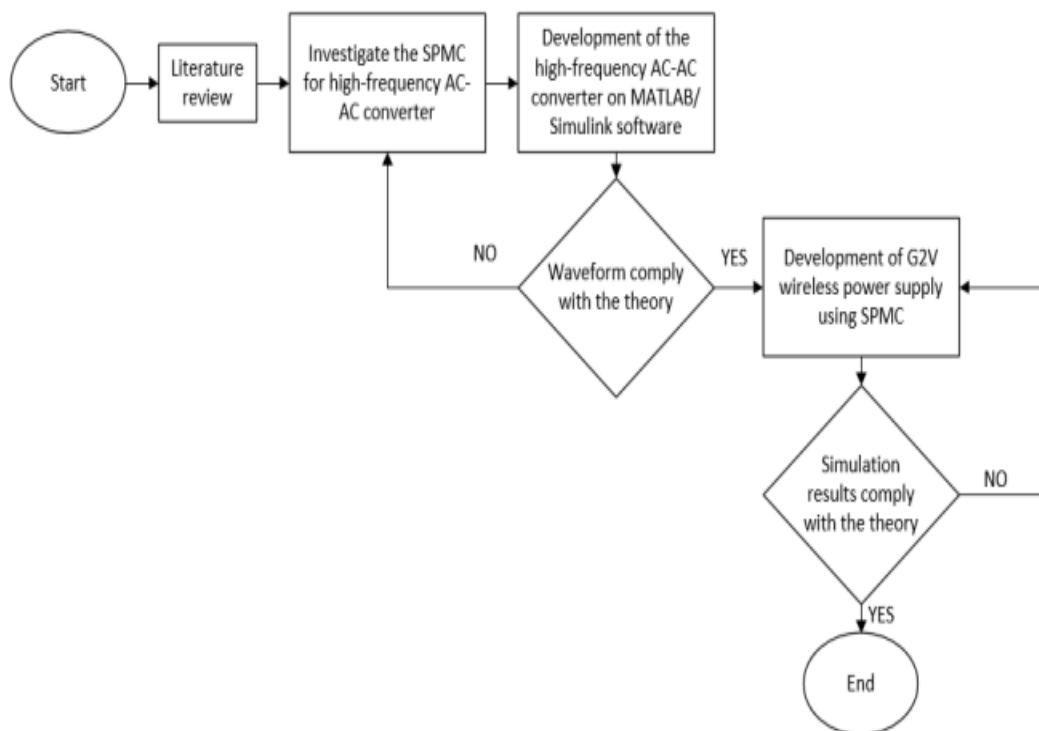 Start
Literature
review
Investigate the SPMC
for high-frequency AC-
AC converter
Development of the
high-frequency AC-AC
converter on MATLAB/
Simulink software
NO
Waveform comply
with the theory
YES
Development of G2V
wireless power supply
using SPMC
Simulation
results comply
with the theory
NO
YES
End